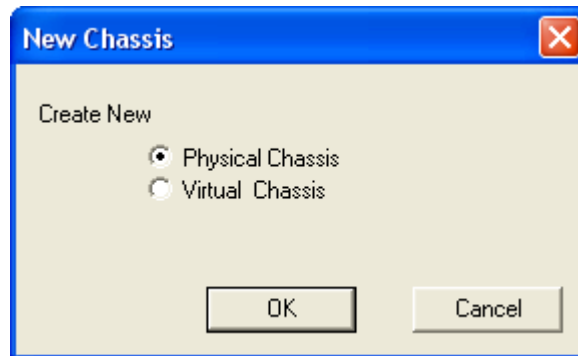 New Chassis
Create New
Physical Chassis
Virtual Chassis
OK
Cancel